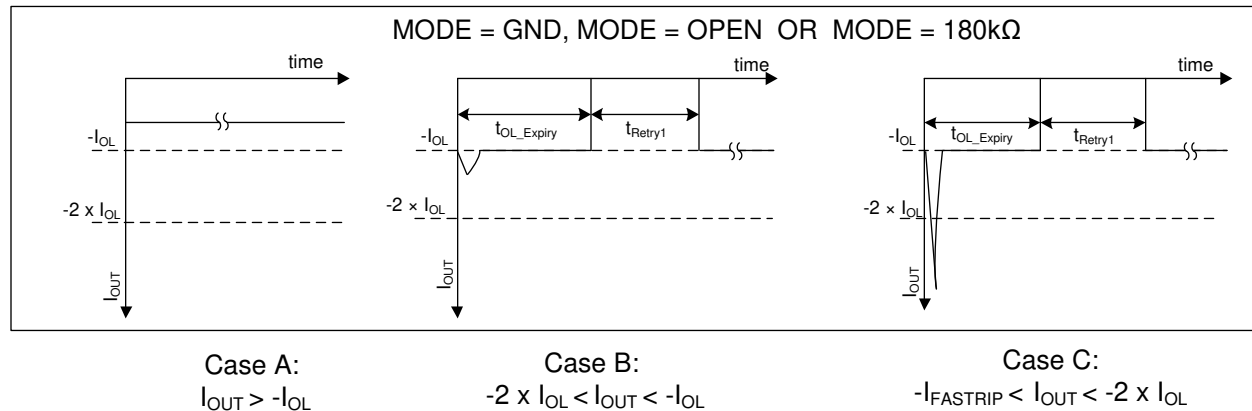 MODE = GND, MODE = OPEN OR MODE = 180kΩ
time
-I_OL
-2 x I_OL
I_OUT
time
t_OL_Expiry
t_Retry1
-I_OL
-2 × I_OL
I_OUT
time
t_OL_Expiry
t_Retry1
-I_OL
-2 × I_OL
I_OUT
Case A:
I_OUT > -I_OL
Case B:
-2 x I_OL < I_OUT < -I_OL
Case C:
-I_FASTRIP < I_OUT < -2 x I_OL